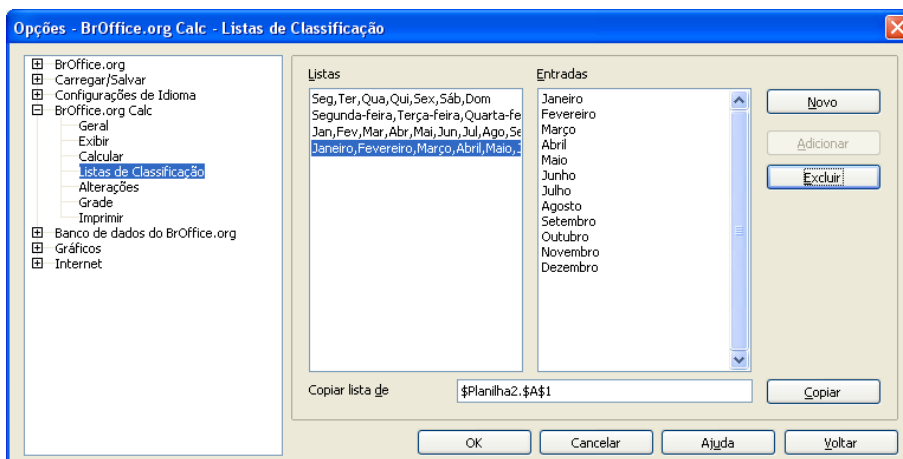 Opções - BrOffice.org Calc - Listas de Classificação
BrOffice.org
Carregar/Salvar
Configurações de Idioma
BrOffice.org Calc
Geral
Exibir
Calcular
Listas de Classificação
Alterações
Grade
Imprimir
Banco de dados do BrOffice.org
Gráficos
Internet
Listas
Seg,Ter,Qua,Qui,Sex,Sáb,Dom
Segunda-feira,Terça-feira,Quarta-fe
Jan,Fev,Mar,Abr,Mai,Jun,Jul,Ago,Se
Janeiro,Fevereiro,Março,Abril,Maio,J
Entradas
Janeiro
Fevereiro
Março
Abril
Maio
Junho
Julho
Agosto
Setembro
Outubro
Novembro
Dezembro
Novo
Adicionar
Excluir
Copiar lista de
$Planilha2.$A$1
Copiar
OK
Cancelar
Ajuda
Voltar